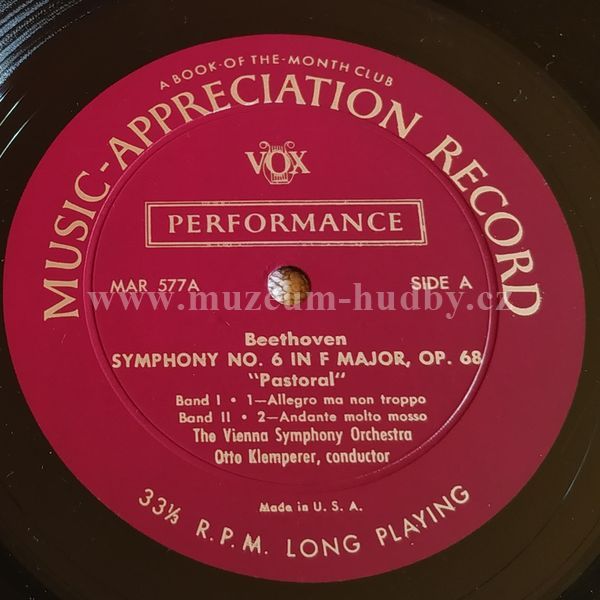 A BOOK-OF THE-MONTH CLUB
MUSIC-APPRECIATION RECORD
VOX
PERFORMANCE
MAR 577A
SIDE A
www.muzeum-hudby.cz
Beethoven
SYMPHONY NO. 6 IN F MAJOR, OP. 68
"Pastoral"
Band I • 1—Allegro ma non troppo
Band II • 2—Andante molto mosso
The Vienna Symphony Orchestra
Otto Klemperer, conductor
Made in U. S. A.
33⅓ R.P.M. LONG PLAYING